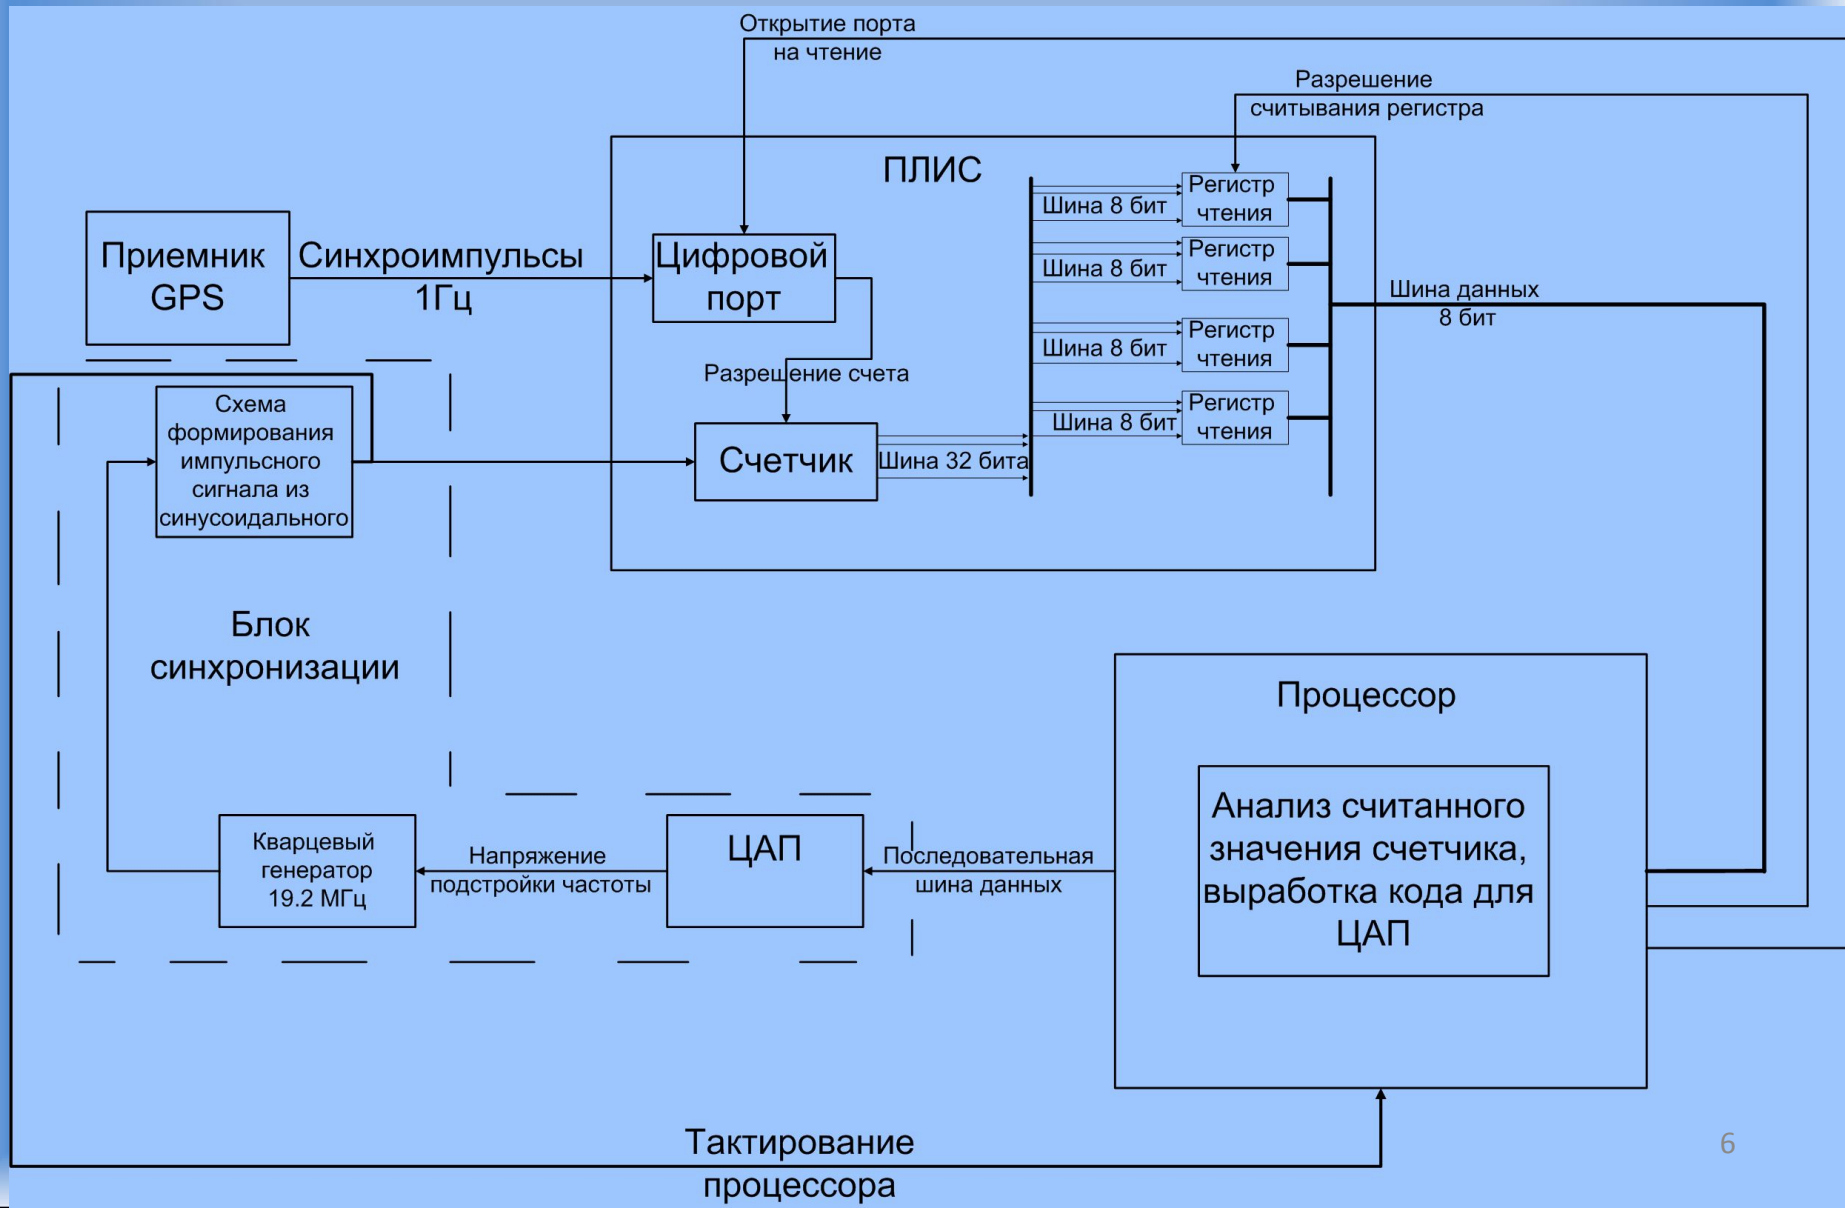 Открытие порта
на чтение
Разрешение
считывания регистра
ПЛИС
Приемник
GPS
Синхроимпульсы
1Гц
Цифровой
порт
Шина 8 бит
Регистр
чтения
Шина 8 бит
Регистр
чтения
Шина 8 бит
Регистр
чтения
Шина 8 бит
Регистр
чтения
Шина данных
8 бит
Разрешение счета
Счетчик
Шина 32 бита
Схема
формирования
импульсного
сигнала из
синусоидального
Блок
синхронизации
Процессор
Анализ считанного
значения счетчика,
выработка кода для
ЦАП
Кварцевый
генератор
19.2 МГц
Напряжение
подстройки частоты
ЦАП
Последовательная
шина данных
Тактирование
процессора
6